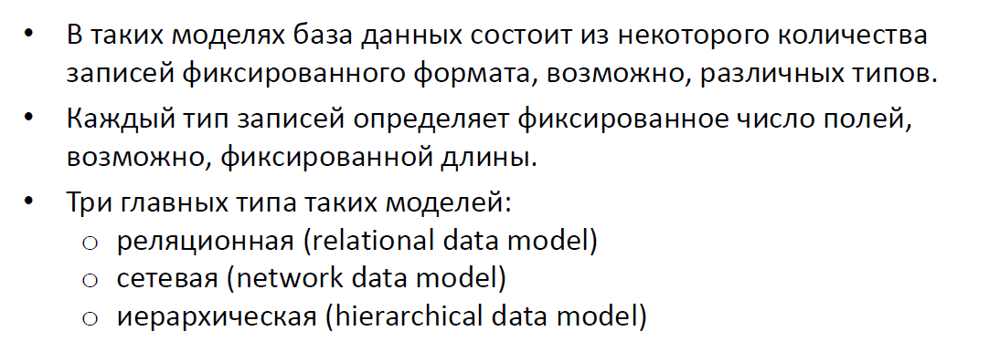 • В таких моделях база данных состоит из некоторого количества
записей фиксированного формата, возможно, различных типов.
• Каждый тип записей определяет фиксированное число полей,
возможно, фиксированной длины.
• Три главных типа таких моделей:
o реляционная (relational data model)
o сетевая (network data model)
o иерархическая (hierarchical data model)